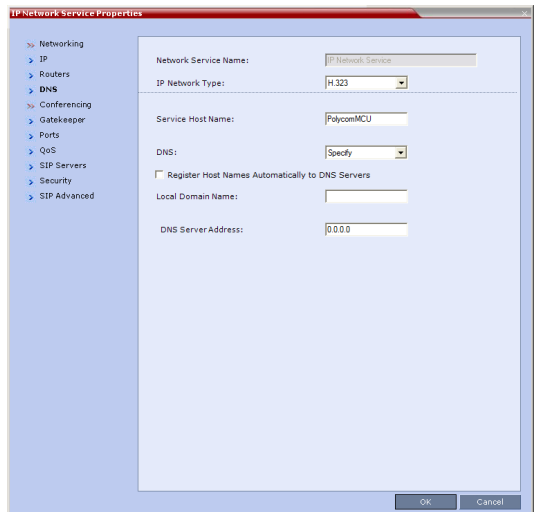 IP Network Service Properties
Networking
IP
Routers
DNS
Conferencing
Gatekeeper
Ports
QoS
SIP Servers
Security
SIP Advanced
Network Service Name: IP Network Service
IP Network Type: H.323
Service Host Name: PolycomMCU
DNS: Specify
Register Host Names Automatically to DNS Servers
Local Domain Name:
DNS Server Address: 0.0.0.0
OK Cancel